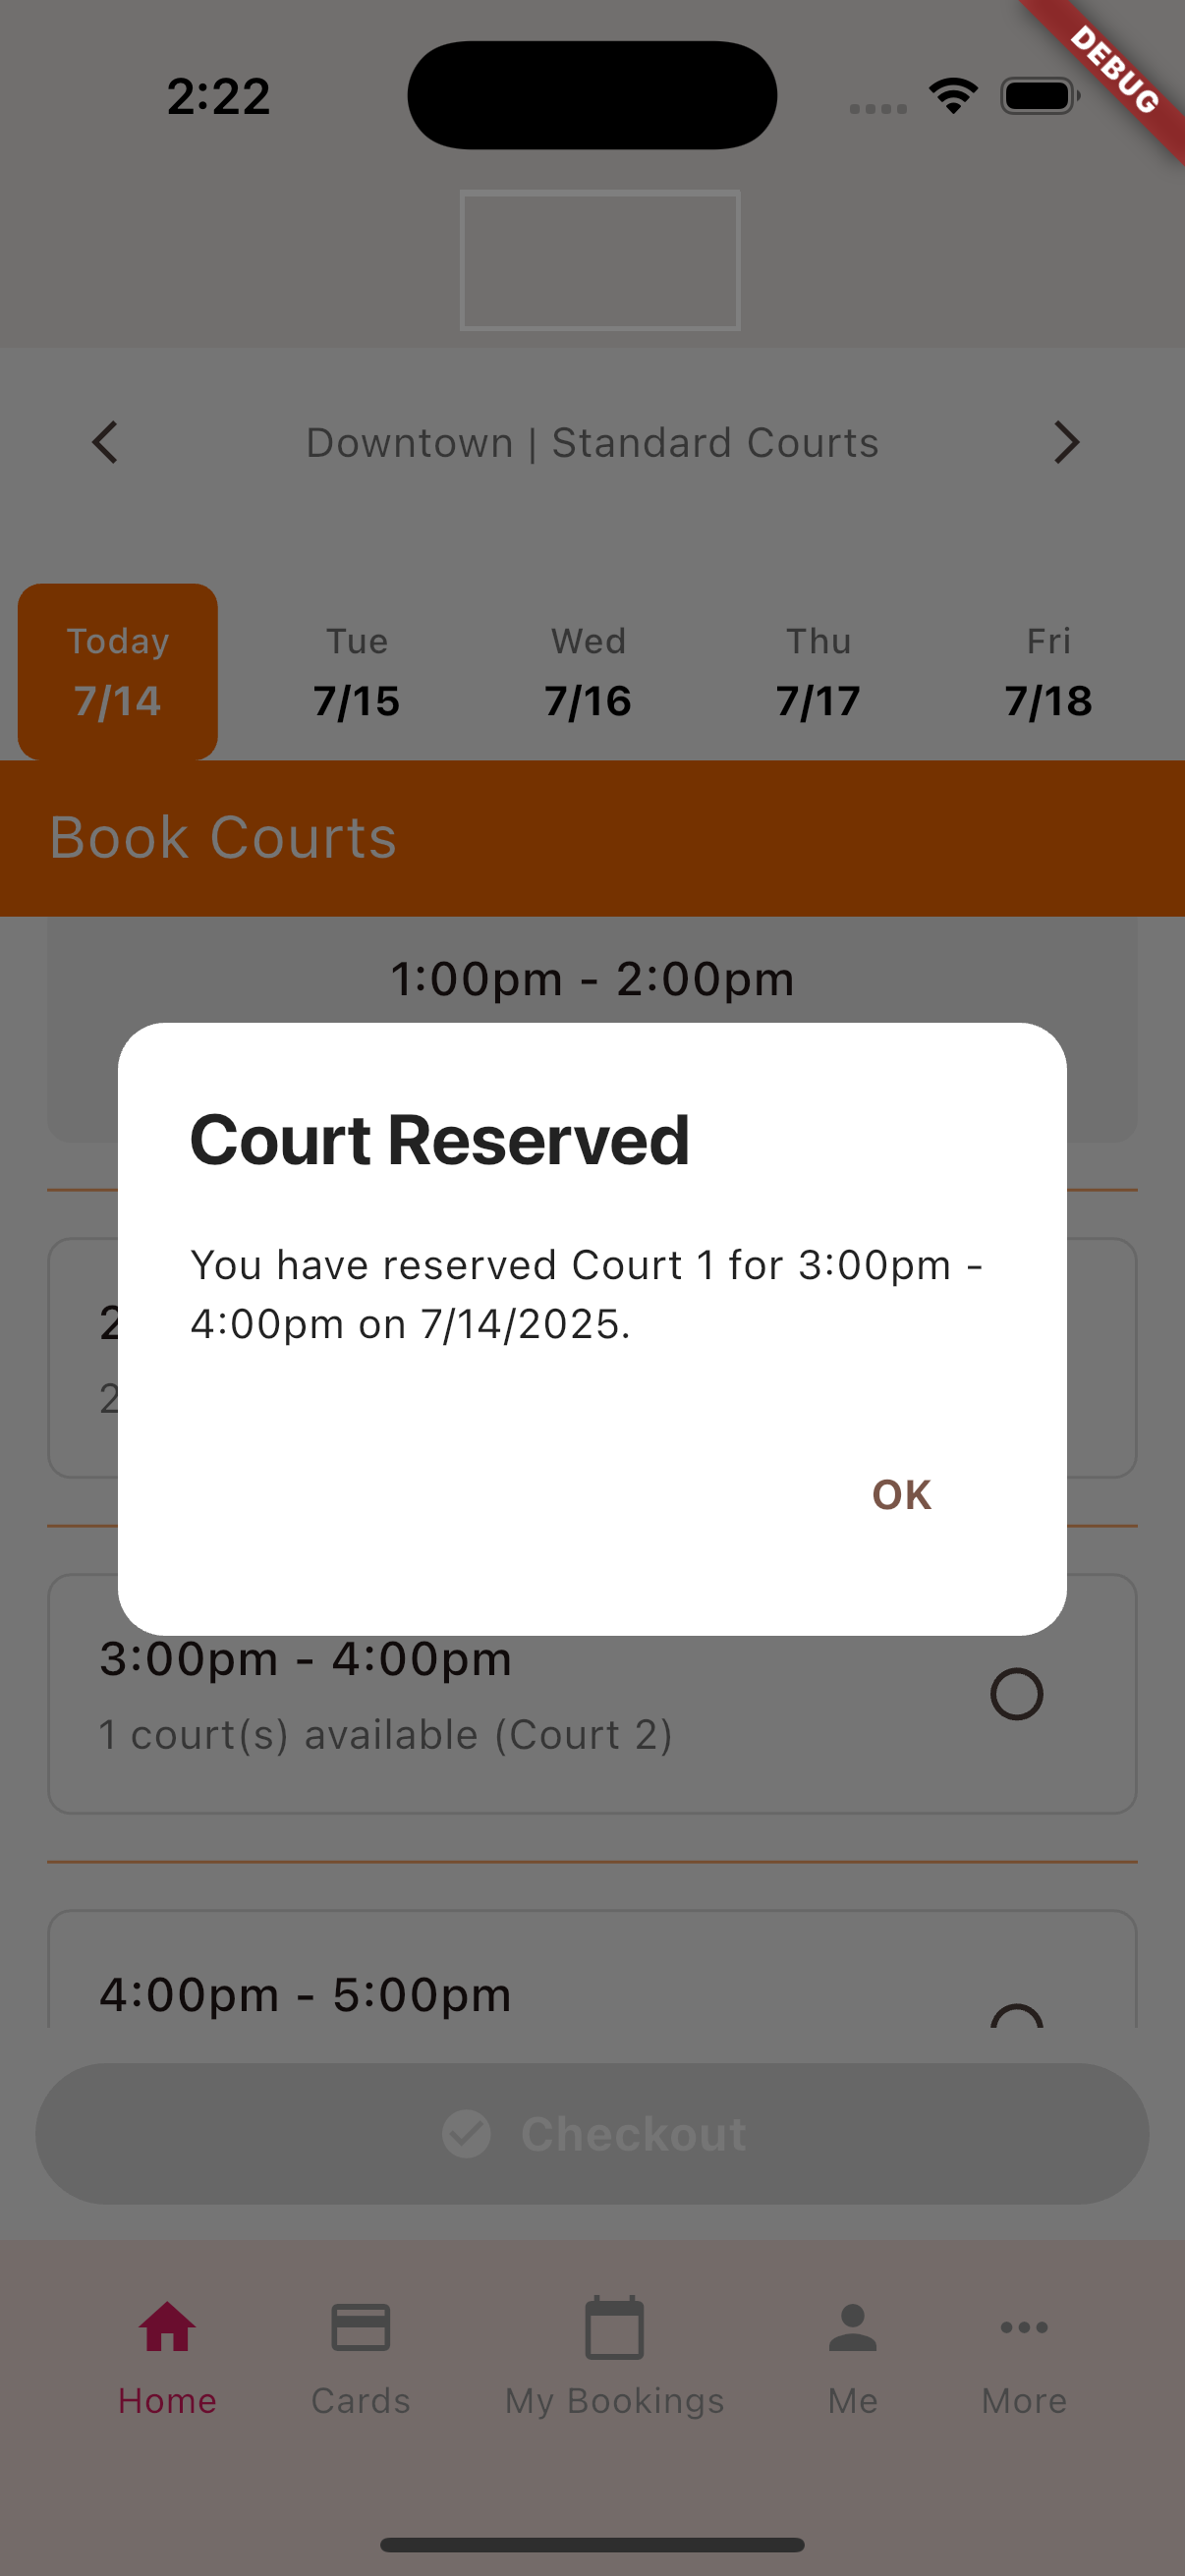 2:22
DEBUG
Downtown | Standard Courts
Today
7/14
Tue
7/15
Wed
7/16
Thu
7/17
Fri
7/18
Book Courts
1:00pm - 2:00pm
Court Reserved
You have reserved Court 1 for 3:00pm -
4:00pm on 7/14/2025.
2
2
OK
3:00pm - 4:00pm
1 court(s) available (Court 2)
4:00pm - 5:00pm
Checkout
Home
Cards
My Bookings
Me
More